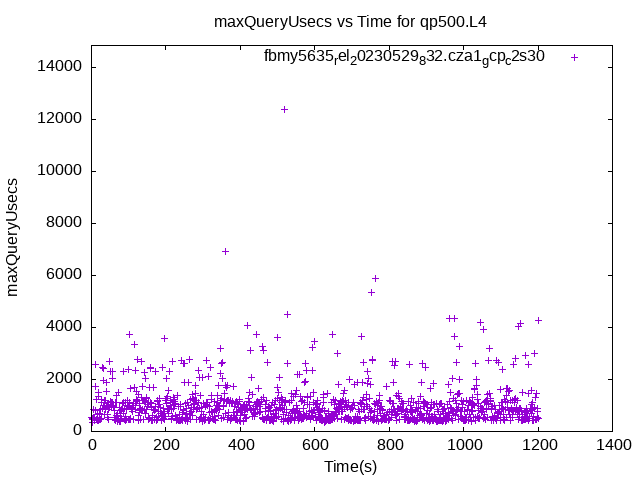 maxQueryUsecs vs Time for qp500.L4
fbmy5635rel20230529832.cza1gcpc2s30
14000
12000
10000
8000
6000
4000
2000
0
maxQueryUsecs
0 200 400 600 800 1000 1200 1400
Time(s)